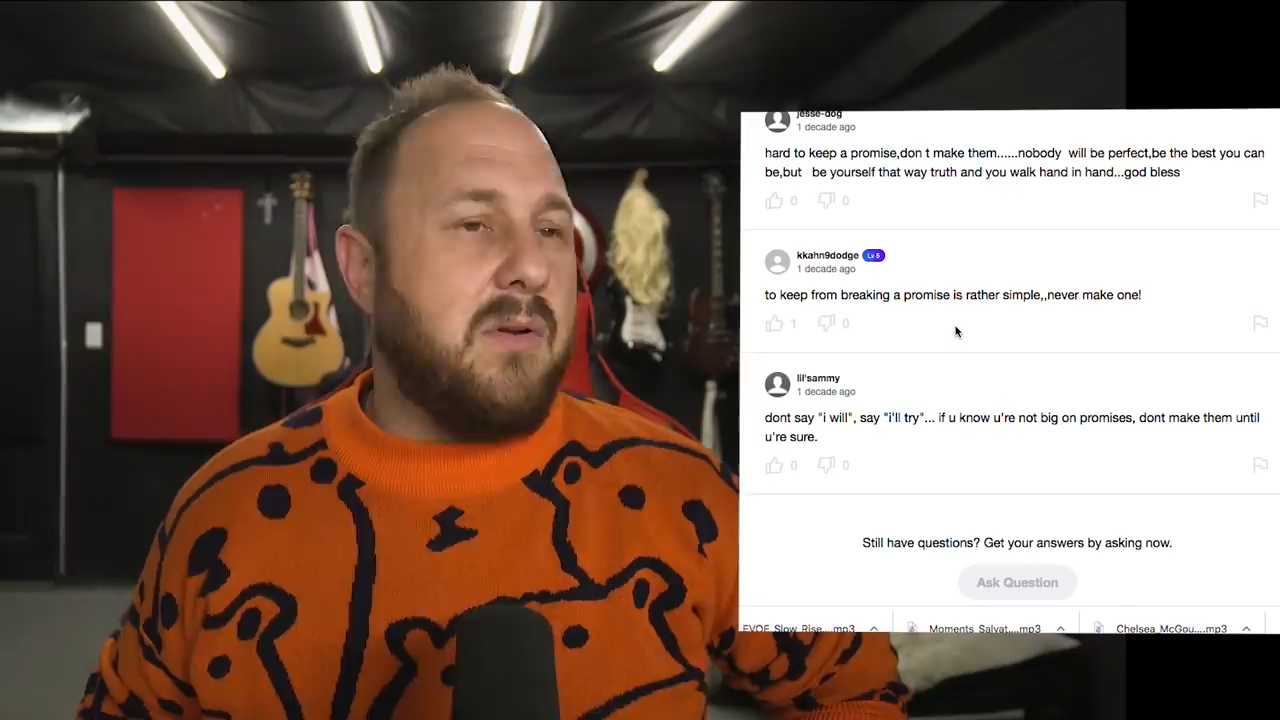 jesse-dog
1 decade ago
hard to keep a promise,don t make them......nobody will be perfect,be the best you can
be,but be yourself that way truth and you walk hand in hand...god bless
0 0
kkahn9dodge Lv 5
1 decade ago
to keep from breaking a promise is rather simple,,never make one!
1 0
lil'sammy
1 decade ago
dont say "i will", say "i'll try"... if u know u're not big on promises, dont make them until
u're sure.
0 0
Still have questions? Get your answers by asking now.
Ask Question
EVOE_Slow_Rise....mp3 Moments_Salvat....mp3 Chelsea_McGou....mp3